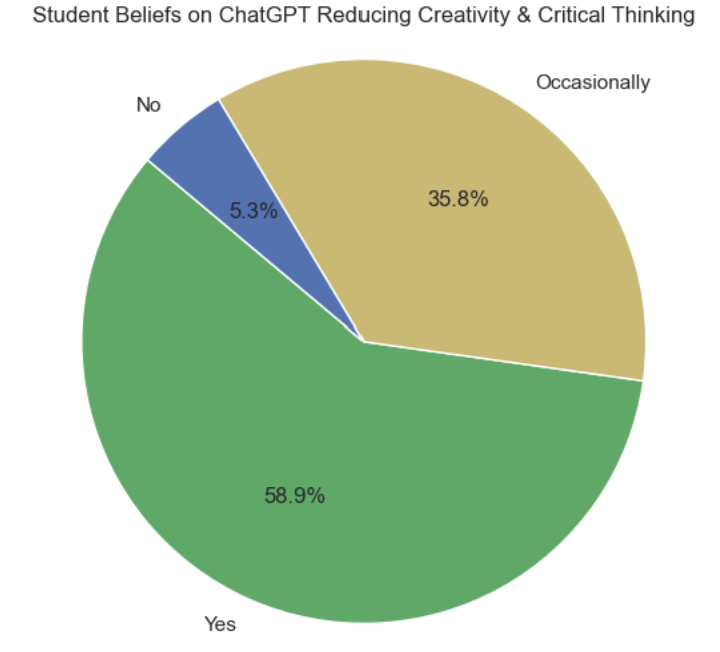 Student Beliefs on ChatGPT Reducing Creativity & Critical Thinking
Occasionally
No
35.8%
5.3%
58.9%
Yes